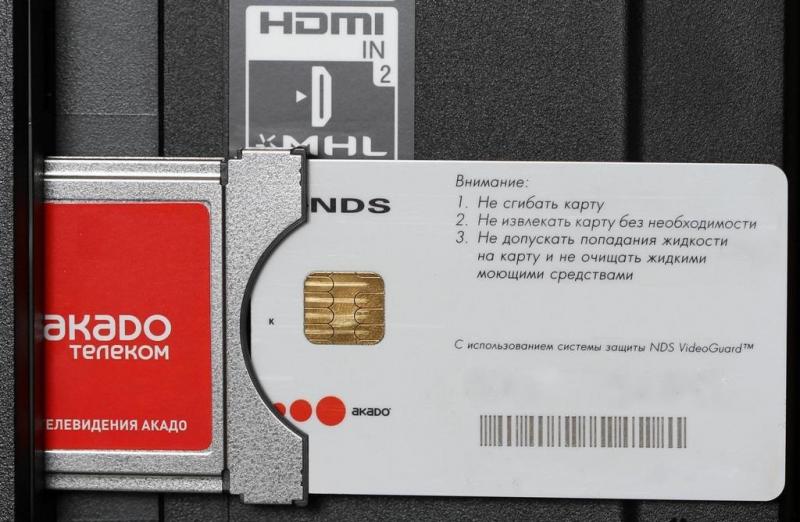 HDMI
IN
2
MHL
NDS
Внимание:
1. Не сгибать карту
2. Не извлекать карту без необходимости
3. Не допускать попадания жидкости
на карту и не очищать жидкими
моющими средствами
к
акадо
телеком
С использованием системы защиты NDS VideoGuard™
акадо
ЕЛЕВИДЕНИЯ АКАДО